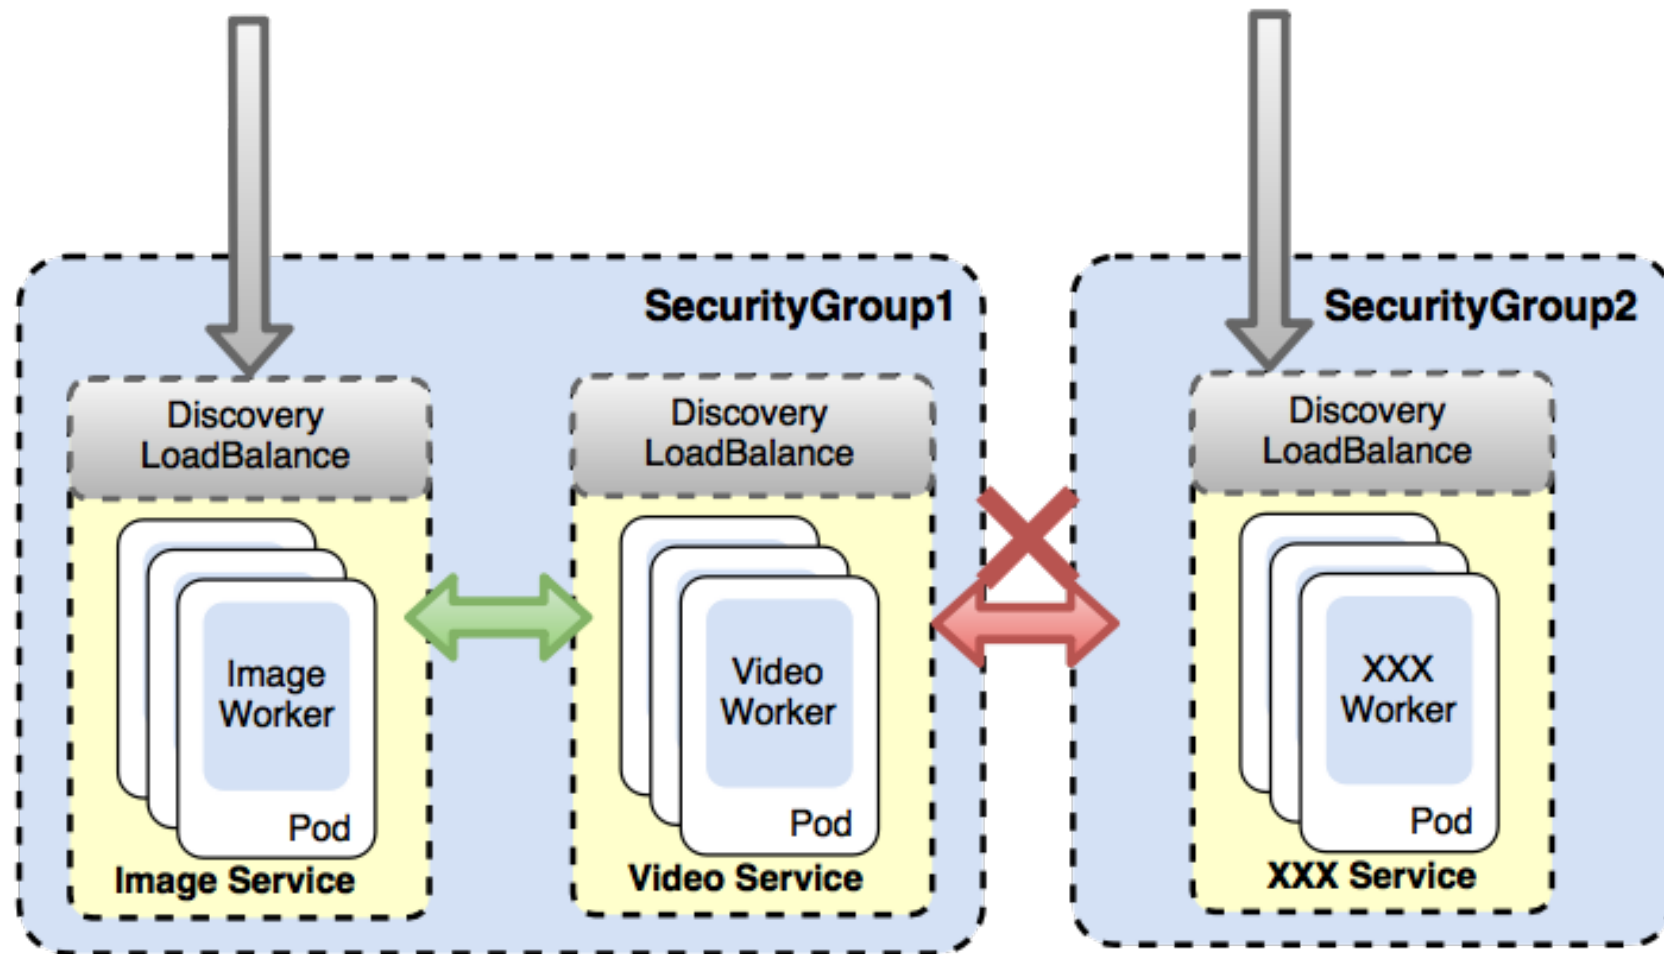 SecurityGroup1
Discovery
LoadBalance
Image
Worker
Pod
Image Service
Discovery
LoadBalance
Video
Worker
Pod
Video Service
SecurityGroup2
Discovery
LoadBalance
XXX
Worker
Pod
XXX Service